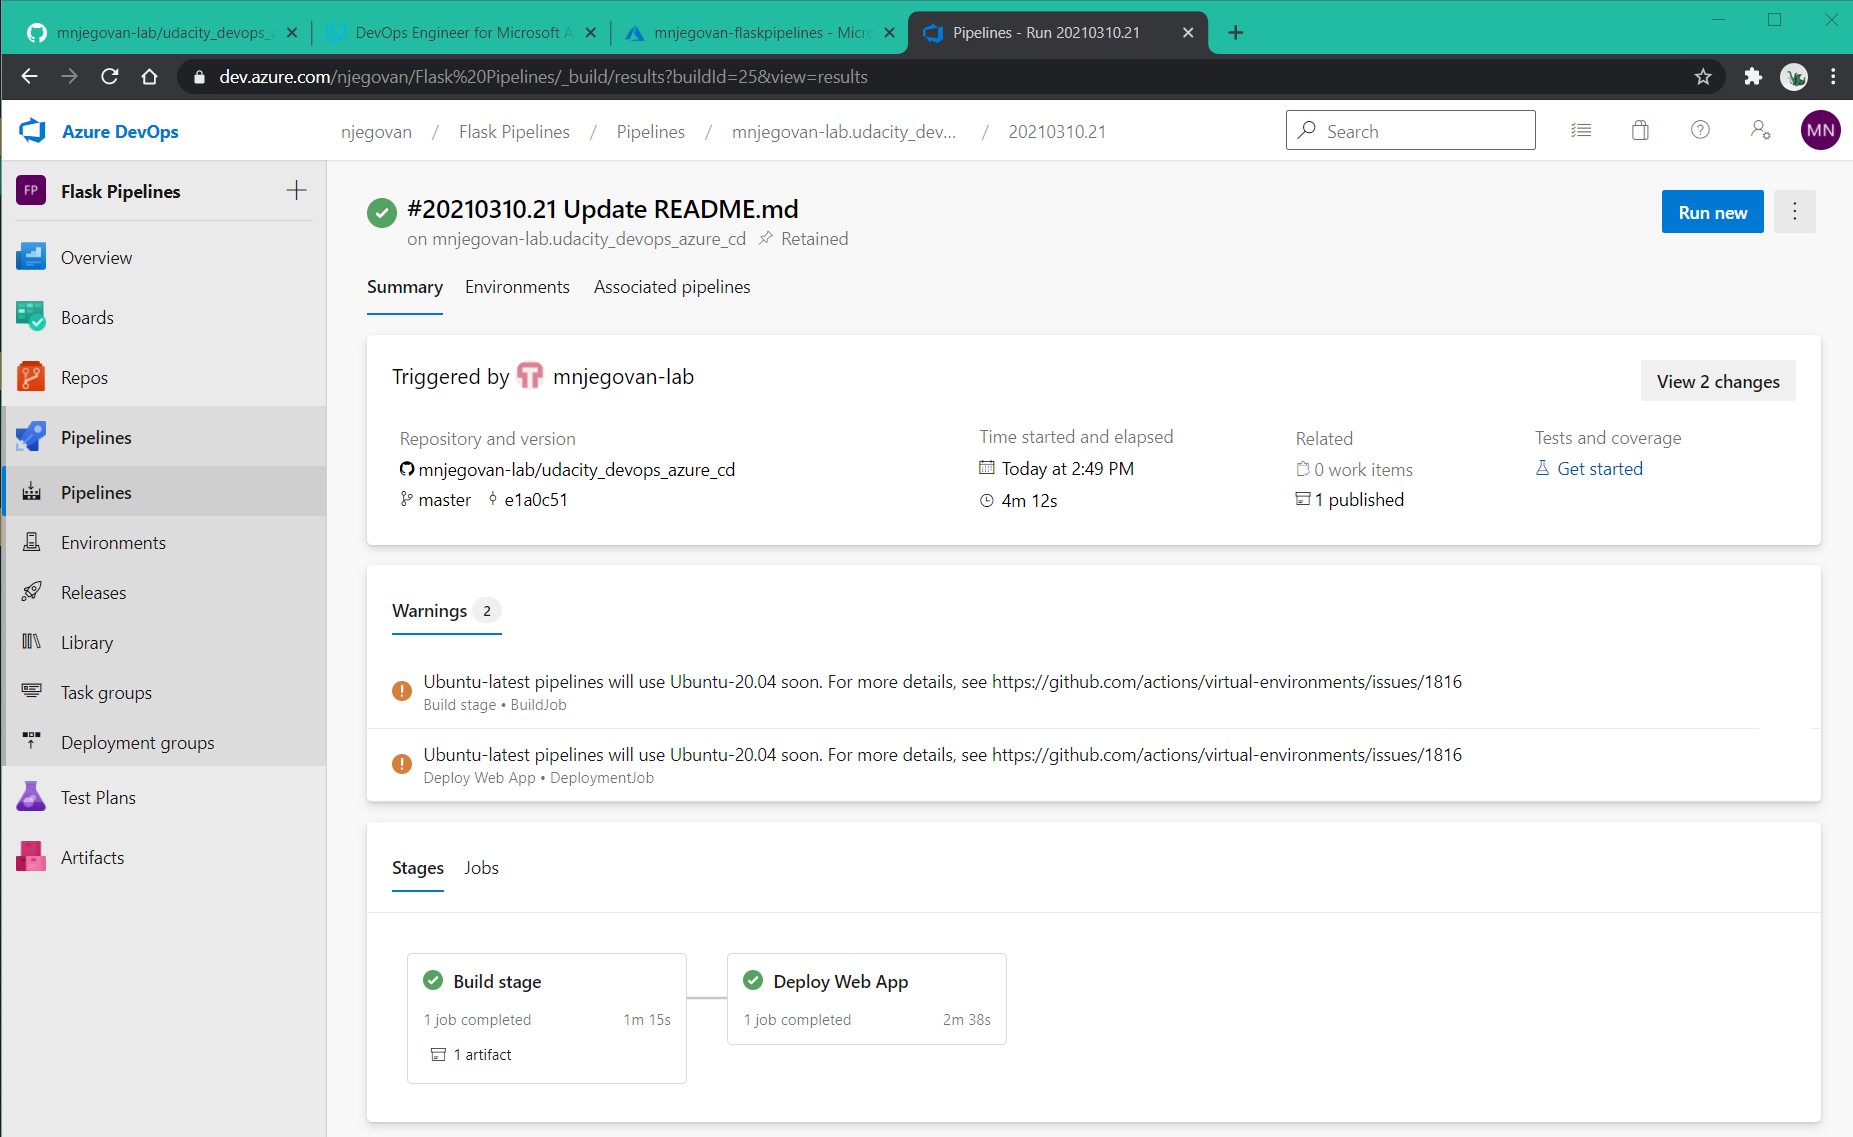 mnjegovan-lab/udacity_devops_
DevOps Engineer for Microsoft A
mnjegovan-flaskpipelines - Micro
Pipelines - Run 20210310.21
dev.azure.com/njegovan/Flask%20Pipelines/_build/results?buildId=25&view=results
Azure DevOps
njegovan / Flask Pipelines / Pipelines / mnjegovan-lab.udacity_dev... / 20210310.21
Search
MN
FP Flask Pipelines
Overview
Boards
Repos
Pipelines
Pipelines
Environments
Releases
Library
Task groups
Deployment groups
Test Plans
Artifacts
#20210310.21 Update README.md
on mnjegovan-lab.udacity_devops_azure_cd Retained
Run new
Summary Environments Associated pipelines
Triggered by mnjegovan-lab
View 2 changes
Repository and version
mnjegovan-lab/udacity_devops_azure_cd
master e1a0c51
Time started and elapsed
Today at 2:49 PM
4m 12s
Related
0 work items
1 published
Tests and coverage
Get started
Warnings 2
Ubuntu-latest pipelines will use Ubuntu-20.04 soon. For more details, see https://github.com/actions/virtual-environments/issues/1816
Build stage • BuildJob
Ubuntu-latest pipelines will use Ubuntu-20.04 soon. For more details, see https://github.com/actions/virtual-environments/issues/1816
Deploy Web App • DeploymentJob
Stages Jobs
Build stage
1 job completed 1m 15s
1 artifact
Deploy Web App
1 job completed 2m 38s